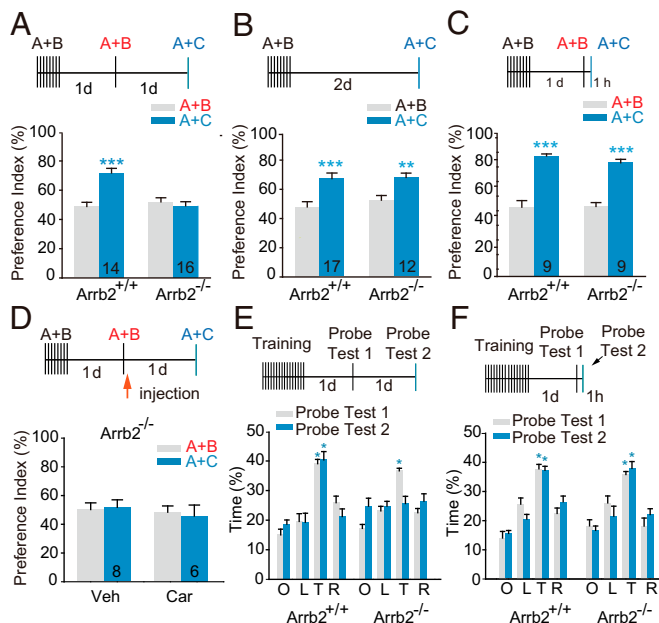 A
A+B A+B A+C
1d 1d
A+B
A+C
Preference Index (%)
100
80
60
40
20
0
14 16
Arrb2+/+ Arrb2-/-
B
A+B A+C
2d
A+B
A+C
Preference Index (%)
100
80
60
40
20
0
17 12
Arrb2+/+ Arrb2-/-
*** **
***
C
A+B A+B A+C
1 d 1 h
A+B
A+C
Preference Index (%)
100
80
60
40
20
0
*** ***
9 9
Arrb2+/+ Arrb2-/-
D
A+B A+B A+C
1d 1d
injection
Arrb2-/-
A+B
A+C
Preference Index (%)
100
80
60
40
20
0
8 6
Veh Car
E
Training Probe Test 1 Probe Test 2
1d 1d
Probe Test 1
Probe Test 2
Time (%)
50
40
30
20
10
0
* * *
O L T R O L T R
Arrb2+/+ Arrb2-/-
F
Training Probe Test 1 Probe Test 2
1d 1h
Probe Test 1
Probe Test 2
Time (%)
50
40
30
20
10
0
* * * *
O L T R O L T R
Arrb2+/+ Arrb2-/-